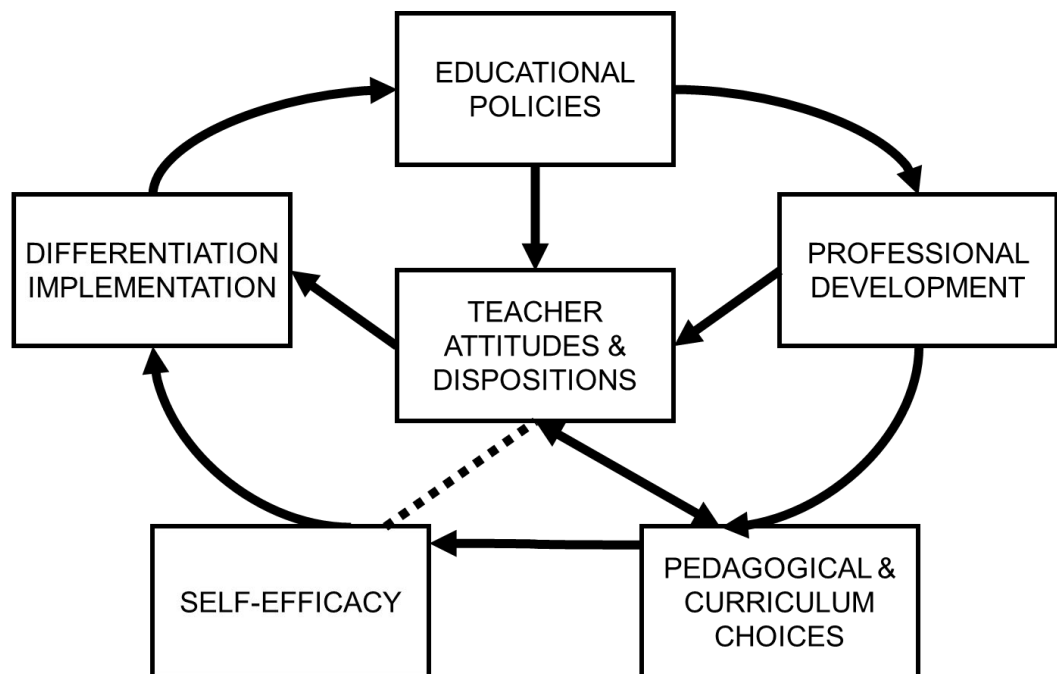 EDUCATIONAL
POLICIES
DIFFERENTIATION
IMPLEMENTATION
PROFESSIONAL
DEVELOPMENT
TEACHER
ATTITUDES &
DISPOSITIONS
SELF-EFFICACY
PEDAGOGICAL &
CURRICULUM
CHOICES